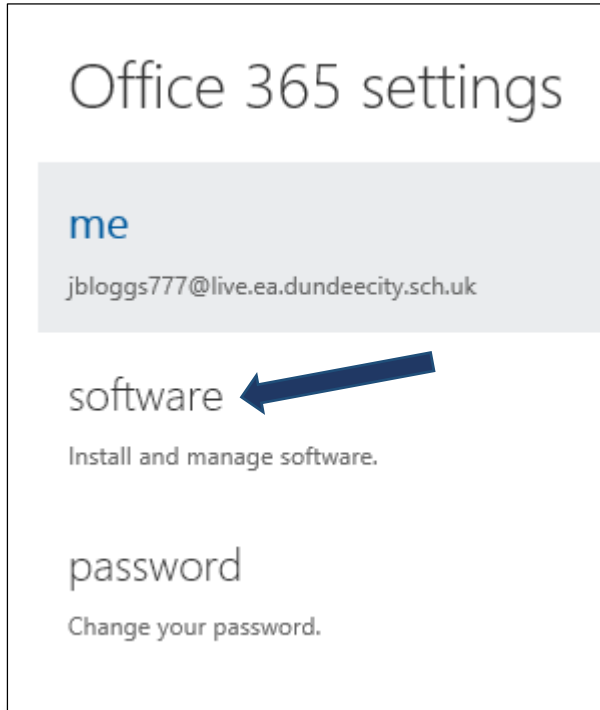 Office 365 settings
me
jbloggs777@live.ea.dundeecity.sch.uk
software
Install and manage software.
password
Change your password.